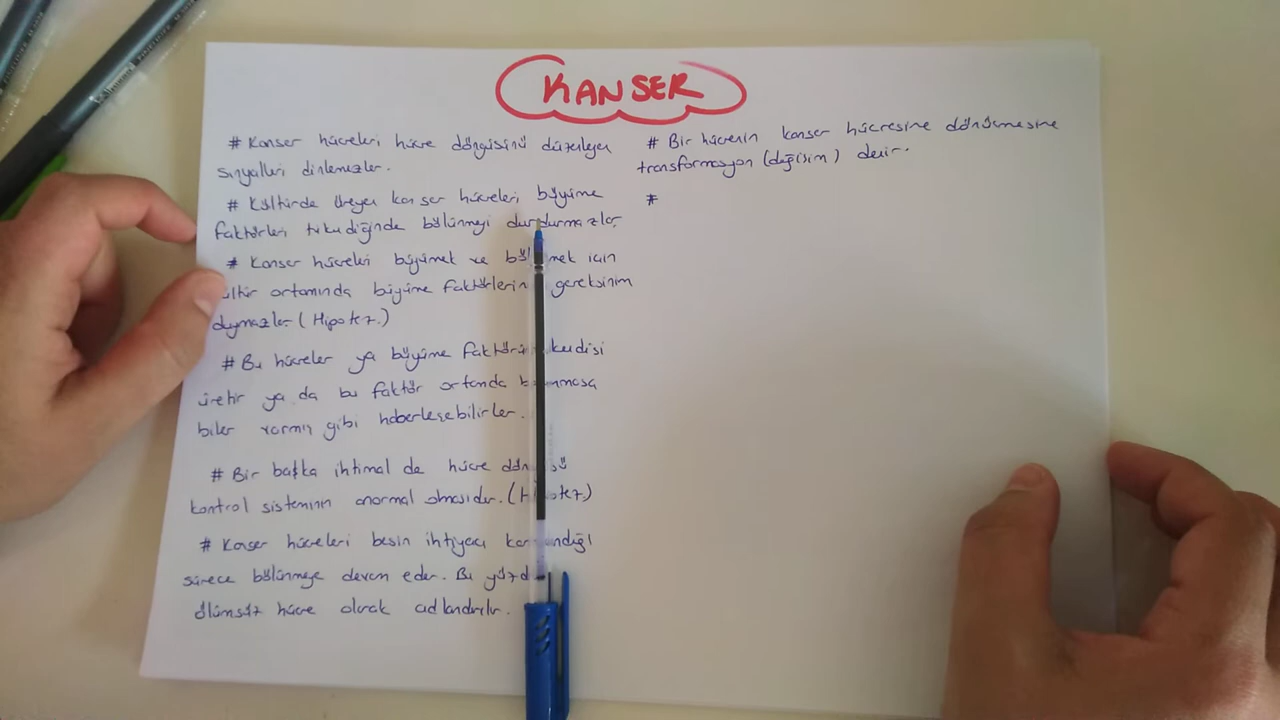 KANSER
# Kanser hücreleri hücre döngüsünü düzenleyen
sinyalleri dinlemezler.
# Kültürde üreyen kanser hücreleri büyüme
faktörleri tükendiğinde bölünmeyi durdurmazlar.
# Kanser hücreleri büyümek ve için
kültür ortamında büyüme faktörlerine gereksinim
duymazlar (Hipotez.)
# Bu hücreler ya büyüme kendisi
üretir ya da bu faktör ortamda
bile varmış gibi haberleşebilirler.
# Bir başka ihtimal de hücre
kontrol sisteminin anormal olmasıdır.
# Kanser hücreleri besin ihtiyacı
sürece bölünmeye devam eder. Bu
ölümsüz hücre olarak adlandırılır.
# Bir hücrenin kanser hücresine dönüşmesine
transformasyon (değişim) denir.
#